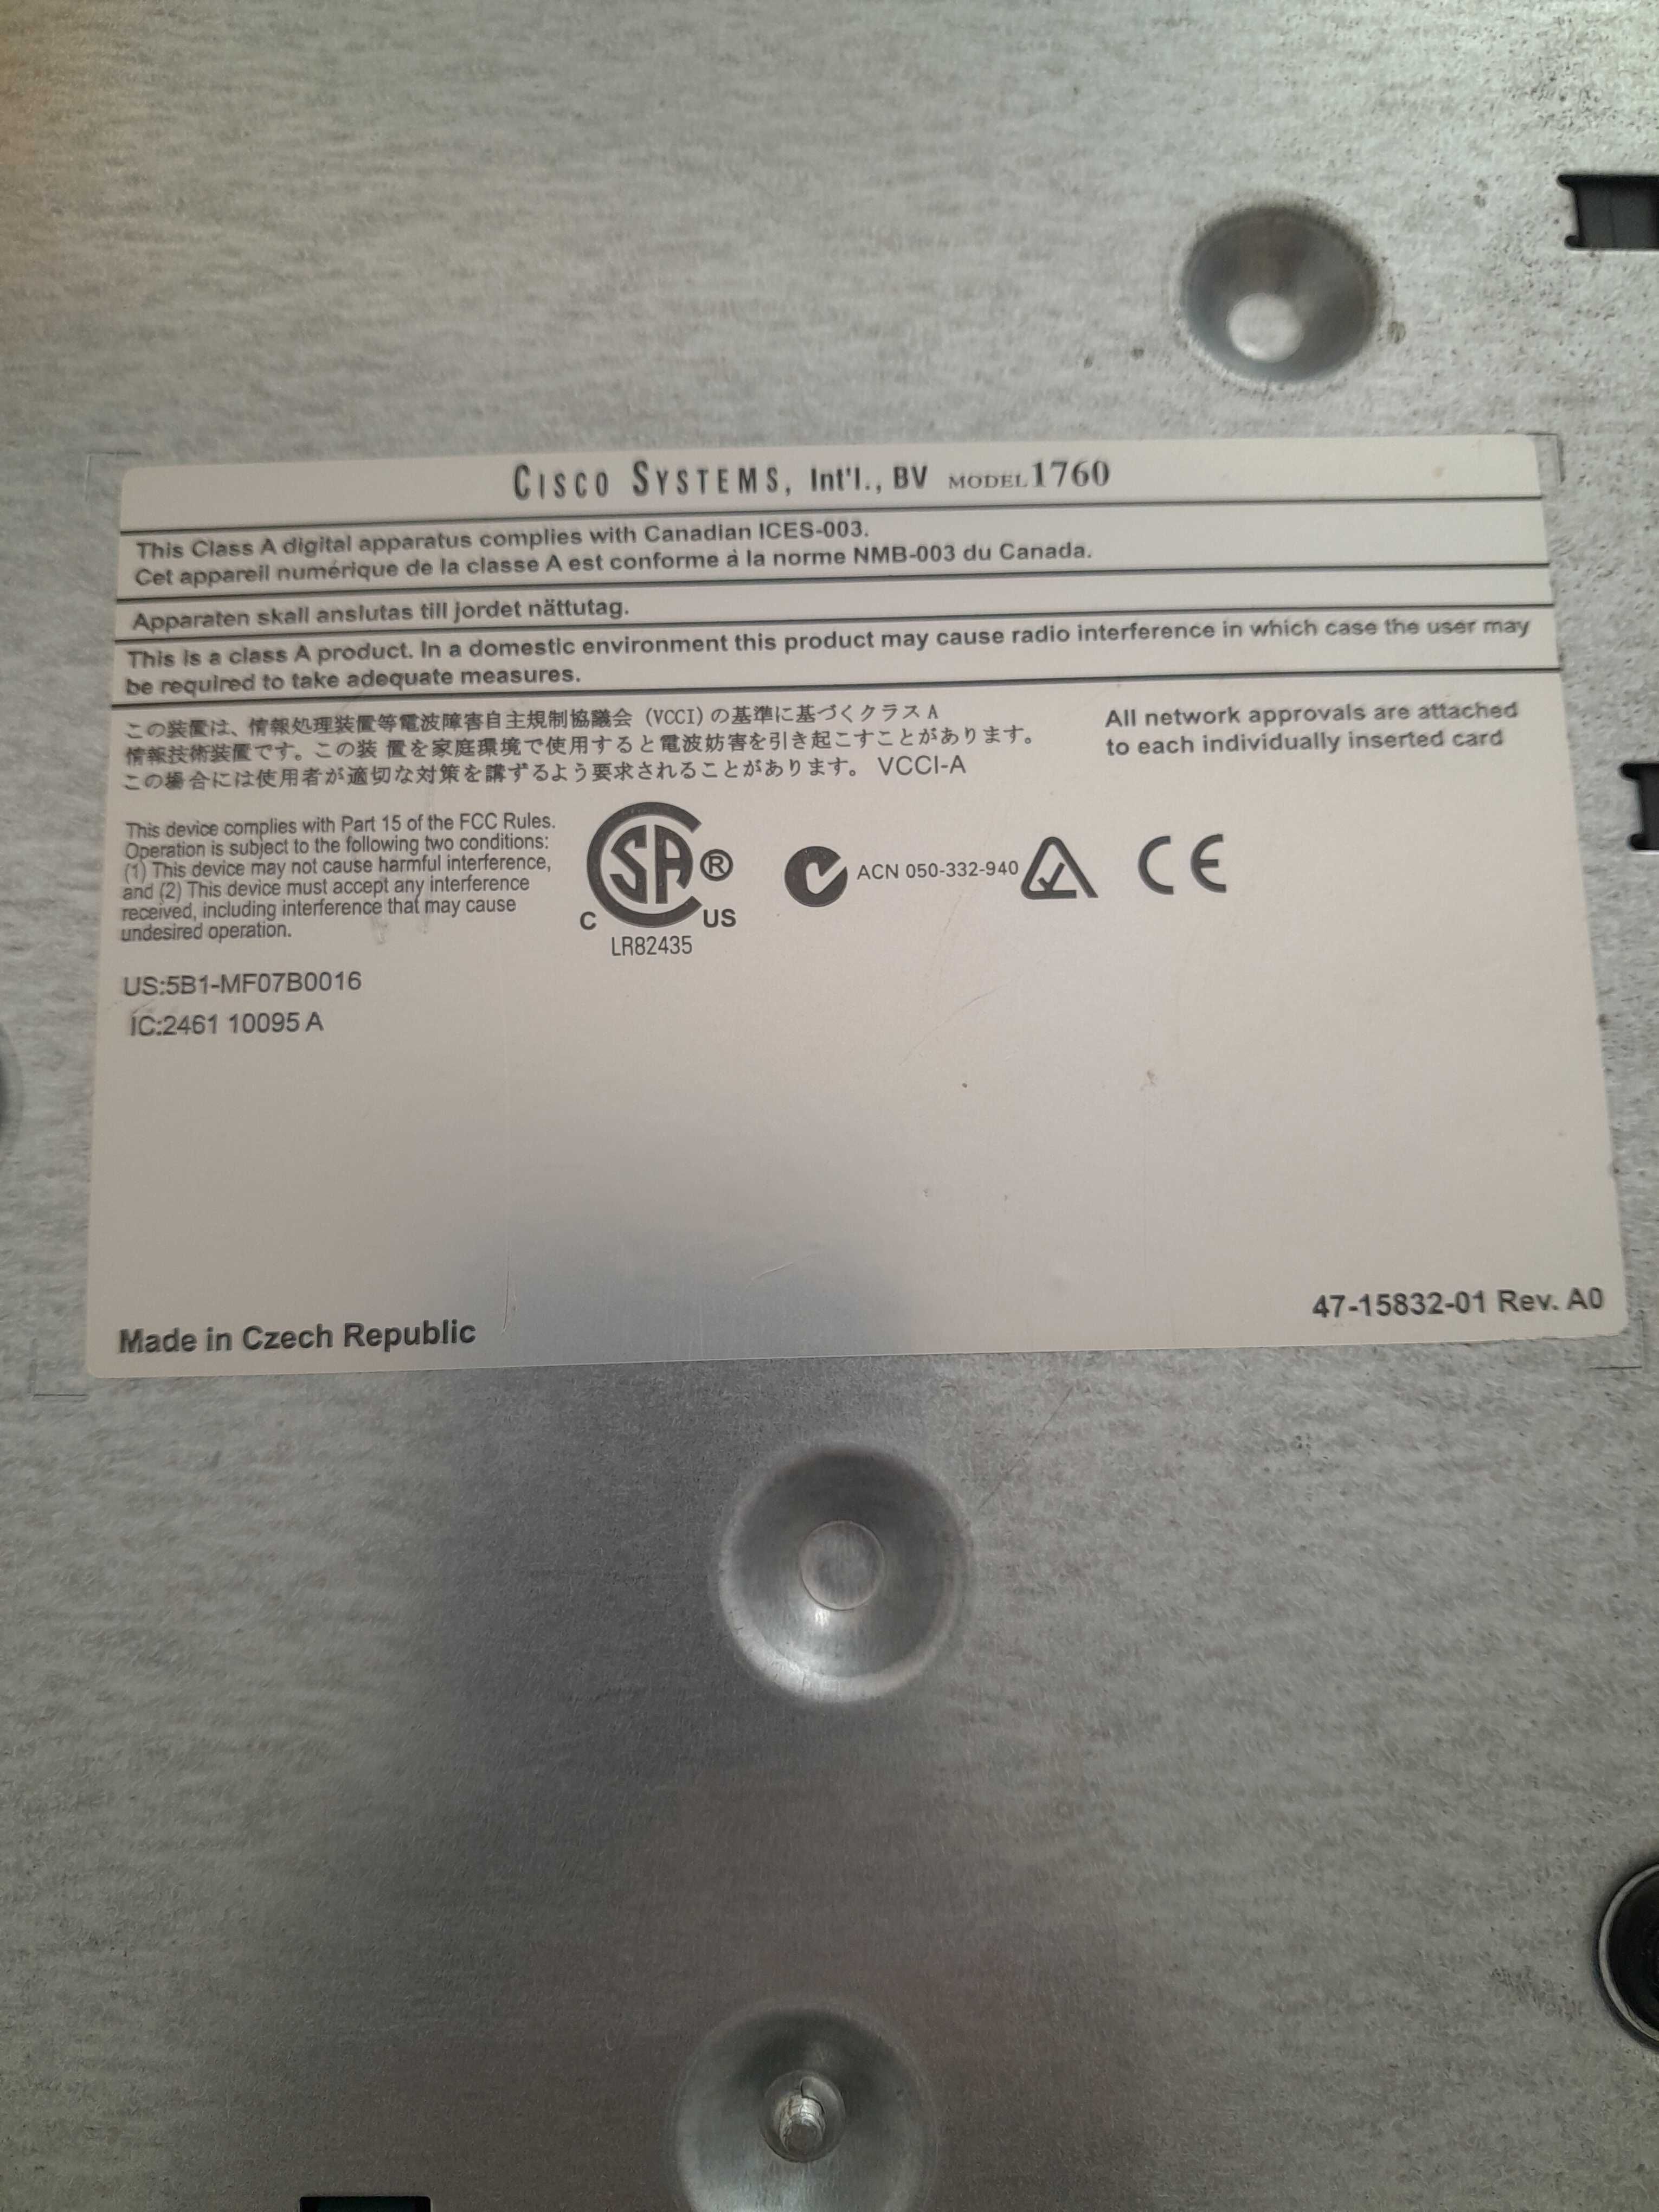 CISCO SYSTEMS, Int'l., BV MODEL 1760
This Class A digital apparatus complies with Canadian ICES-003.
Cet appareil numérique de la classe A est conforme à la norme NMB-003 du Canada.
Apparaten skall anslutas till jordet nättutag.
This is a class A product. In a domestic environment this product may cause radio interference in which case the user may
be required to take adequate measures.
この装置は、情報処理装置等電波障害自主規制協議会 (VCCI) の基準に基づくクラス A
情報技術装置です。この装 置を家庭環境で使用すると電波妨害を引き起こすことがあります。
この場合には使用者が適切な対策を講ずるよう要求されることがあります。 VCCI-A
All network approvals are attached
to each individually inserted card
This device complies with Part 15 of the FCC Rules.
Operation is subject to the following two conditions:
(1) This device may not cause harmful interference,
and (2) This device must accept any interference
received, including interference that may cause
undesired operation.
SA ®
C US
LR82435
ACN 050-332-940
CE
US:5B1-MF07B0016
IC:2461 10095 A
Made in Czech Republic
47-15832-01 Rev. A0